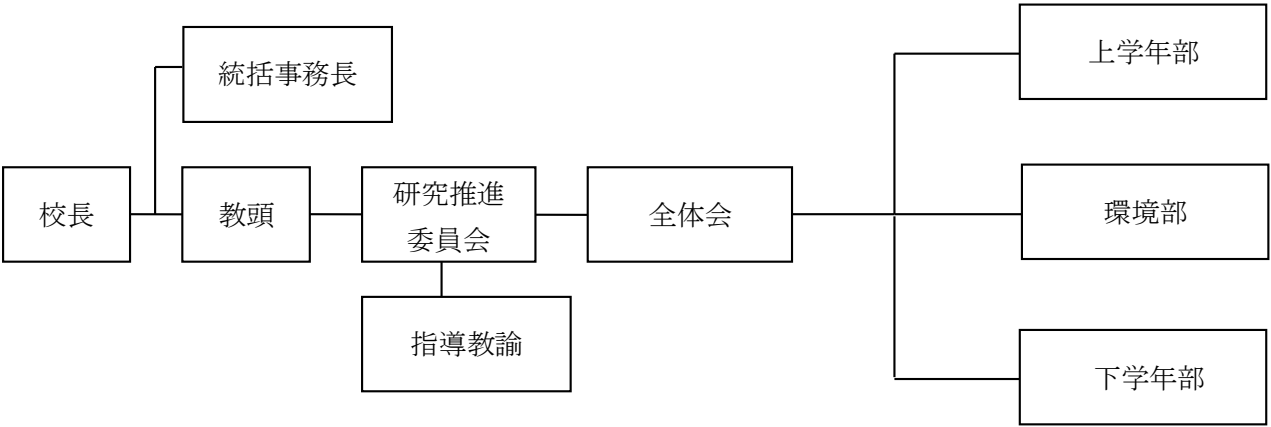 統括事務長
校長
教頭
研究推進
委員会
指導教諭
全体会
上学年部
環境部
下学年部